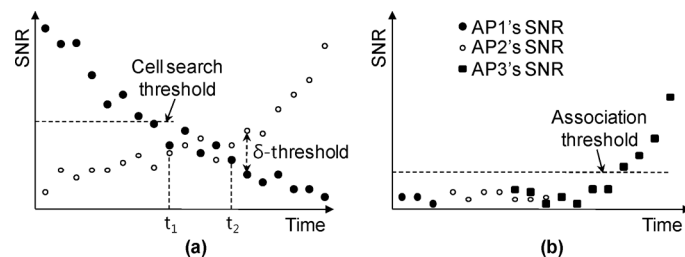 SNR
Cell search
threshold
δ-threshold
t1
t2
Time
(a)
SNR
AP1's SNR
AP2's SNR
AP3's SNR
Association
threshold
Time
(b)